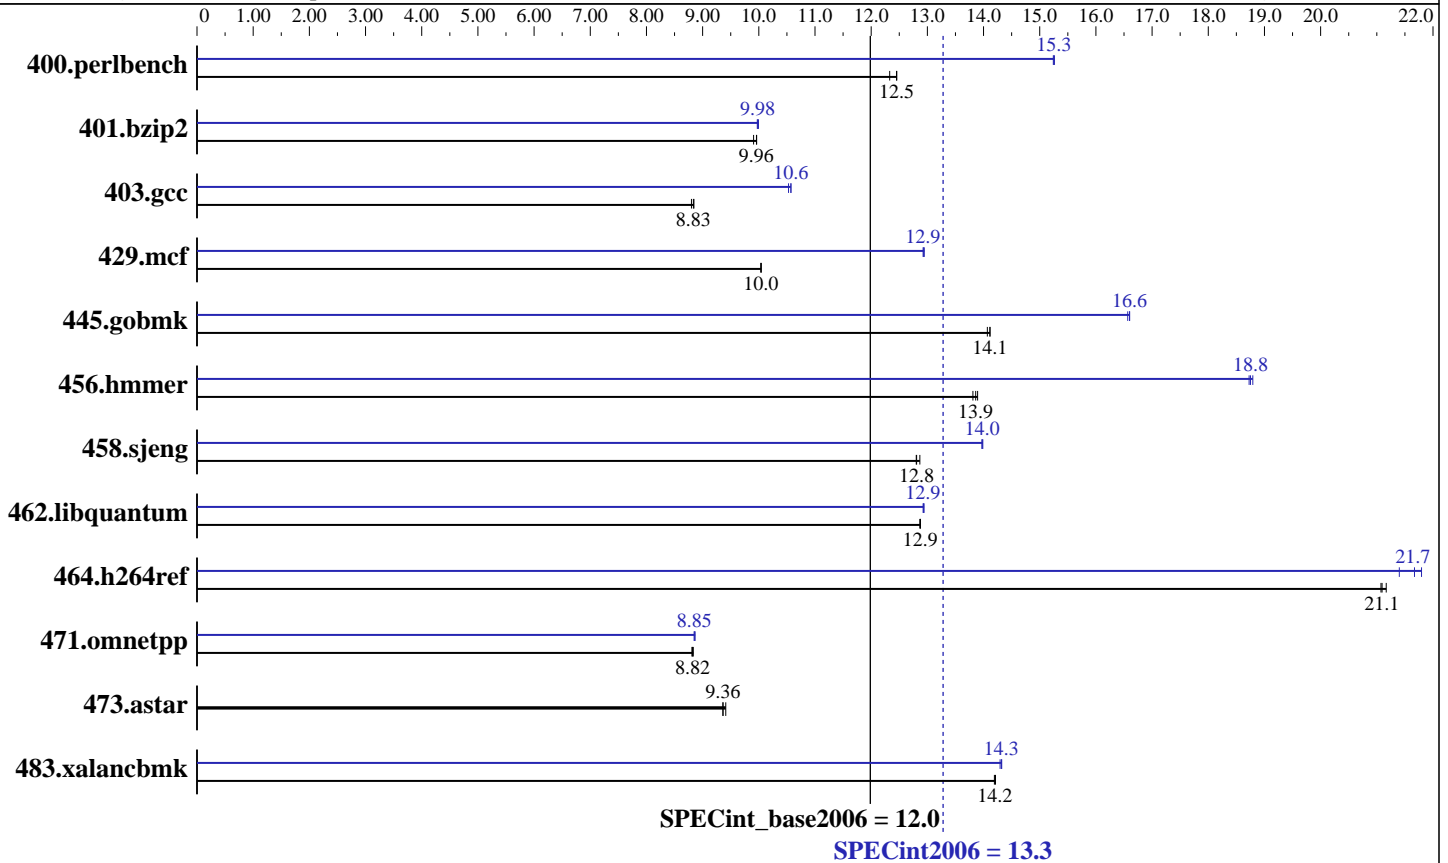 0 1.00 2.00 3.00 4.00 5.00 6.00 7.00 8.00 9.00 10.0 11.0 12.0 13.0 14.0 15.0 16.0 17.0 18.0 19.0 20.0 22.0
15.3
400.perlbench
12.5
9.98
401.bzip2
9.96
10.6
403.gcc
8.83
12.9
429.mcf
10.0
16.6
445.gobmk
14.1
18.8
456.hmmer
13.9
14.0
458.sjeng
12.8
12.9
462.libquantum
12.9
21.7
464.h264ref
21.1
8.85
471.omnetpp
8.82
9.36
473.astar
14.3
483.xalancbmk
14.2
SPECint_base2006 = 12.0
SPECint2006 = 13.3